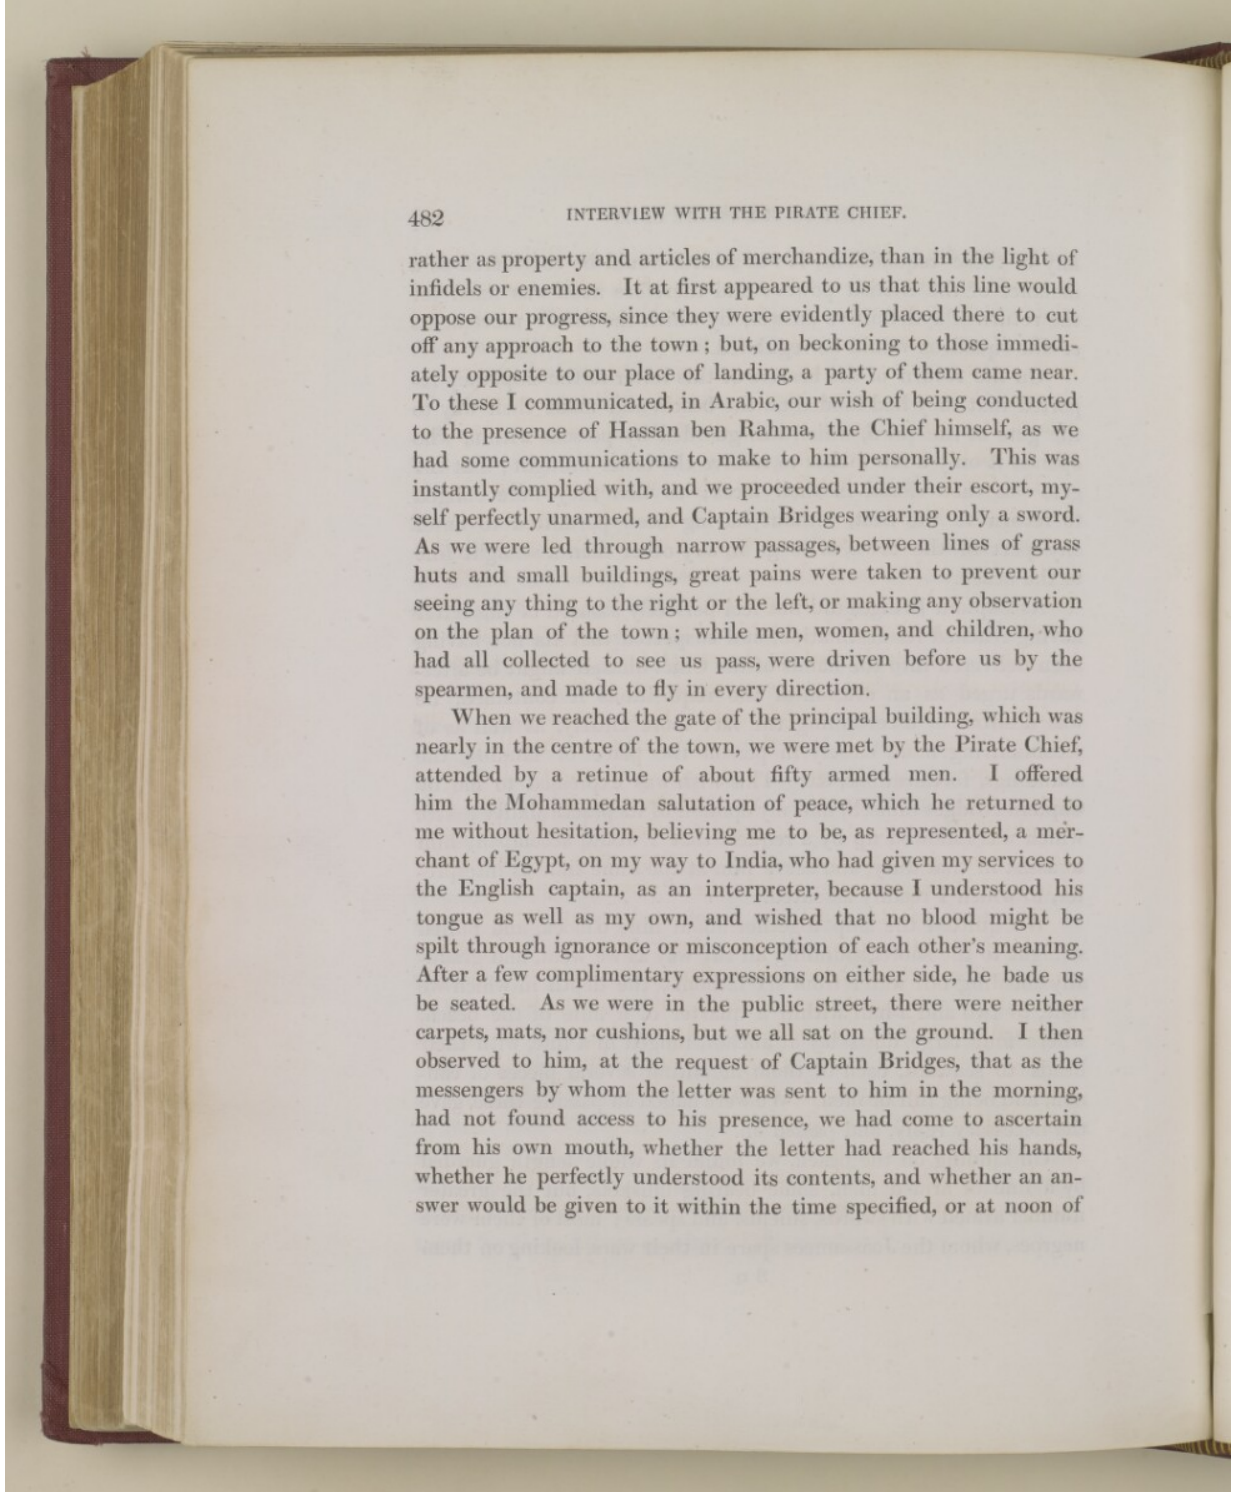 482
INTERVIEW WITH THE PIRATE CHIEF.
rather as property and articles of merchandize, than in the light of
infidels or enemies. It at first appeared to us that this line would
oppose our progress, since they were evidently placed there to cut
off any approach to the town; but, on beckoning to those immedi-
ately opposite to our place of landing, a party of them came near.
To these I communicated, in Arabic, our wish of being conducted
to the presence of Hassan ben Rahma, the Chief himself, as we
had some communications to make to him personally. This was
instantly complied with, and we proceeded under their escort, my-
self perfectly unarmed, and Captain Bridges wearing only a sword.
As we were led through narrow passages, between lines of grass
huts and small buildings, great pains were taken to prevent our
seeing any thing to the right or the left, or making any observation
on the plan of the town; while men, women, and children, who
had all collected to see us pass, were driven before us by the
spearmen, and made to fly in every direction.
When we reached the gate of the principal building, which was
nearly in the centre of the town, we were met by the Pirate Chief,
attended by a retinue of about fifty armed men. I offered
him the Mohammedan salutation of peace, which he returned to
me without hesitation, believing me to be, as represented, a mer-
chant of Egypt, on my way to India, who had given my services to
the English captain, as an interpreter, because I understood his
tongue as well as my own, and wished that no blood might be
spilt through ignorance or misconception of each other's meaning.
After a few complimentary expressions on either side, he bade us
be seated. As we were in the public street, there were neither
carpets, mats, nor cushions, but we all sat on the ground. I then
observed to him, at the request of Captain Bridges, that as the
messengers by whom the letter was sent to him in the morning,
had not found access to his presence, we had come to ascertain
from his own mouth, whether the letter had reached his hands,
whether he perfectly understood its contents, and whether an an-
swer would be given to it within the time specified, or at noon of